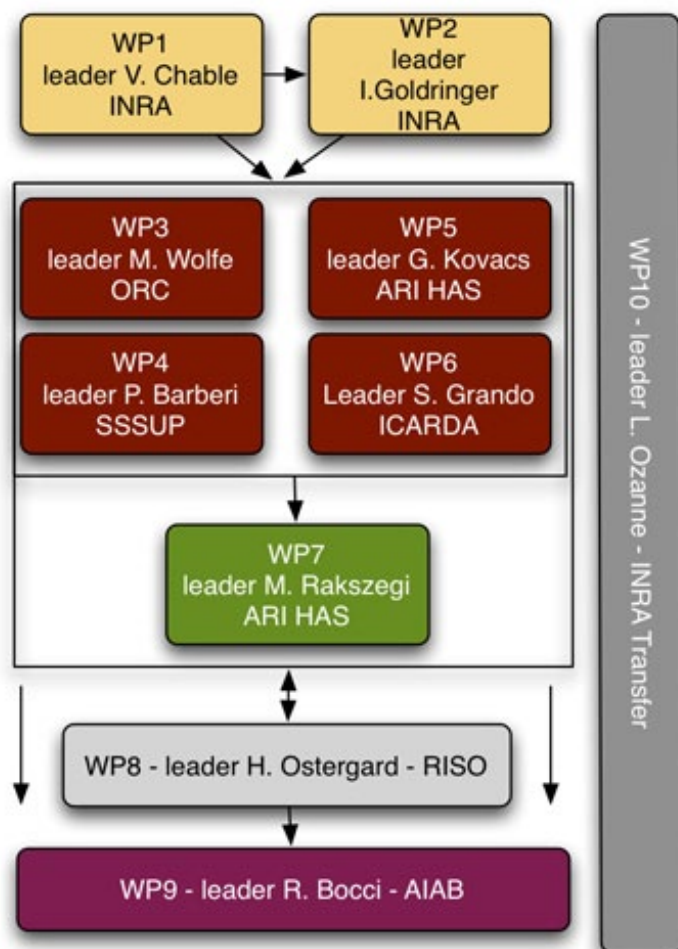 WP1
leader V. Chable
INRA
WP2
leader
I.Goldringer
INRA
WP3
leader M. Wolfe
ORC
WP5
leader G. Kovacs
ARI HAS
WP4
leader P. Barberi
SSSUP
WP6
Leader S. Grando
ICARDA
WP7
leader M. Rakszegi
ARI HAS
WP8 - leader H. Ostergard - RISO
WP9 - leader R. Bocci - AIAB
WP10 - leader L. Ozanne - INRA Transfer